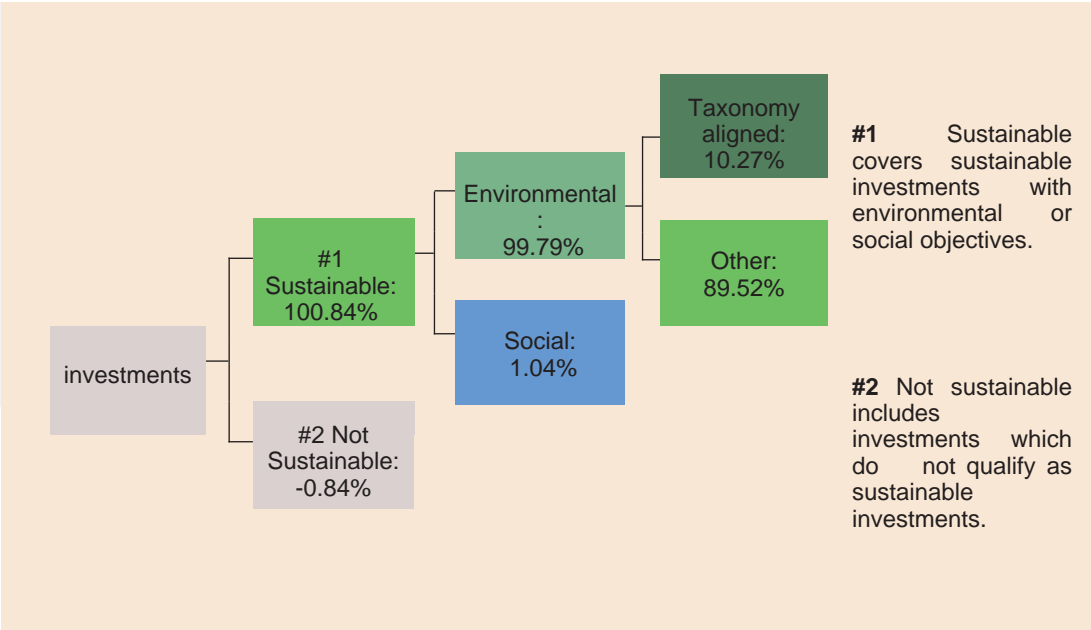 investments
#1
Sustainable:
100.84%
#2 Not
Sustainable:
-0.84%
Environmental
:
99.79%
Social:
1.04%
Taxonomy
aligned:
10.27%
Other:
89.52%
#1 Sustainable
covers sustainable
investments with
environmental or
social objectives.
#2 Not sustainable
includes
investments which
do not qualify as
sustainable
investments.